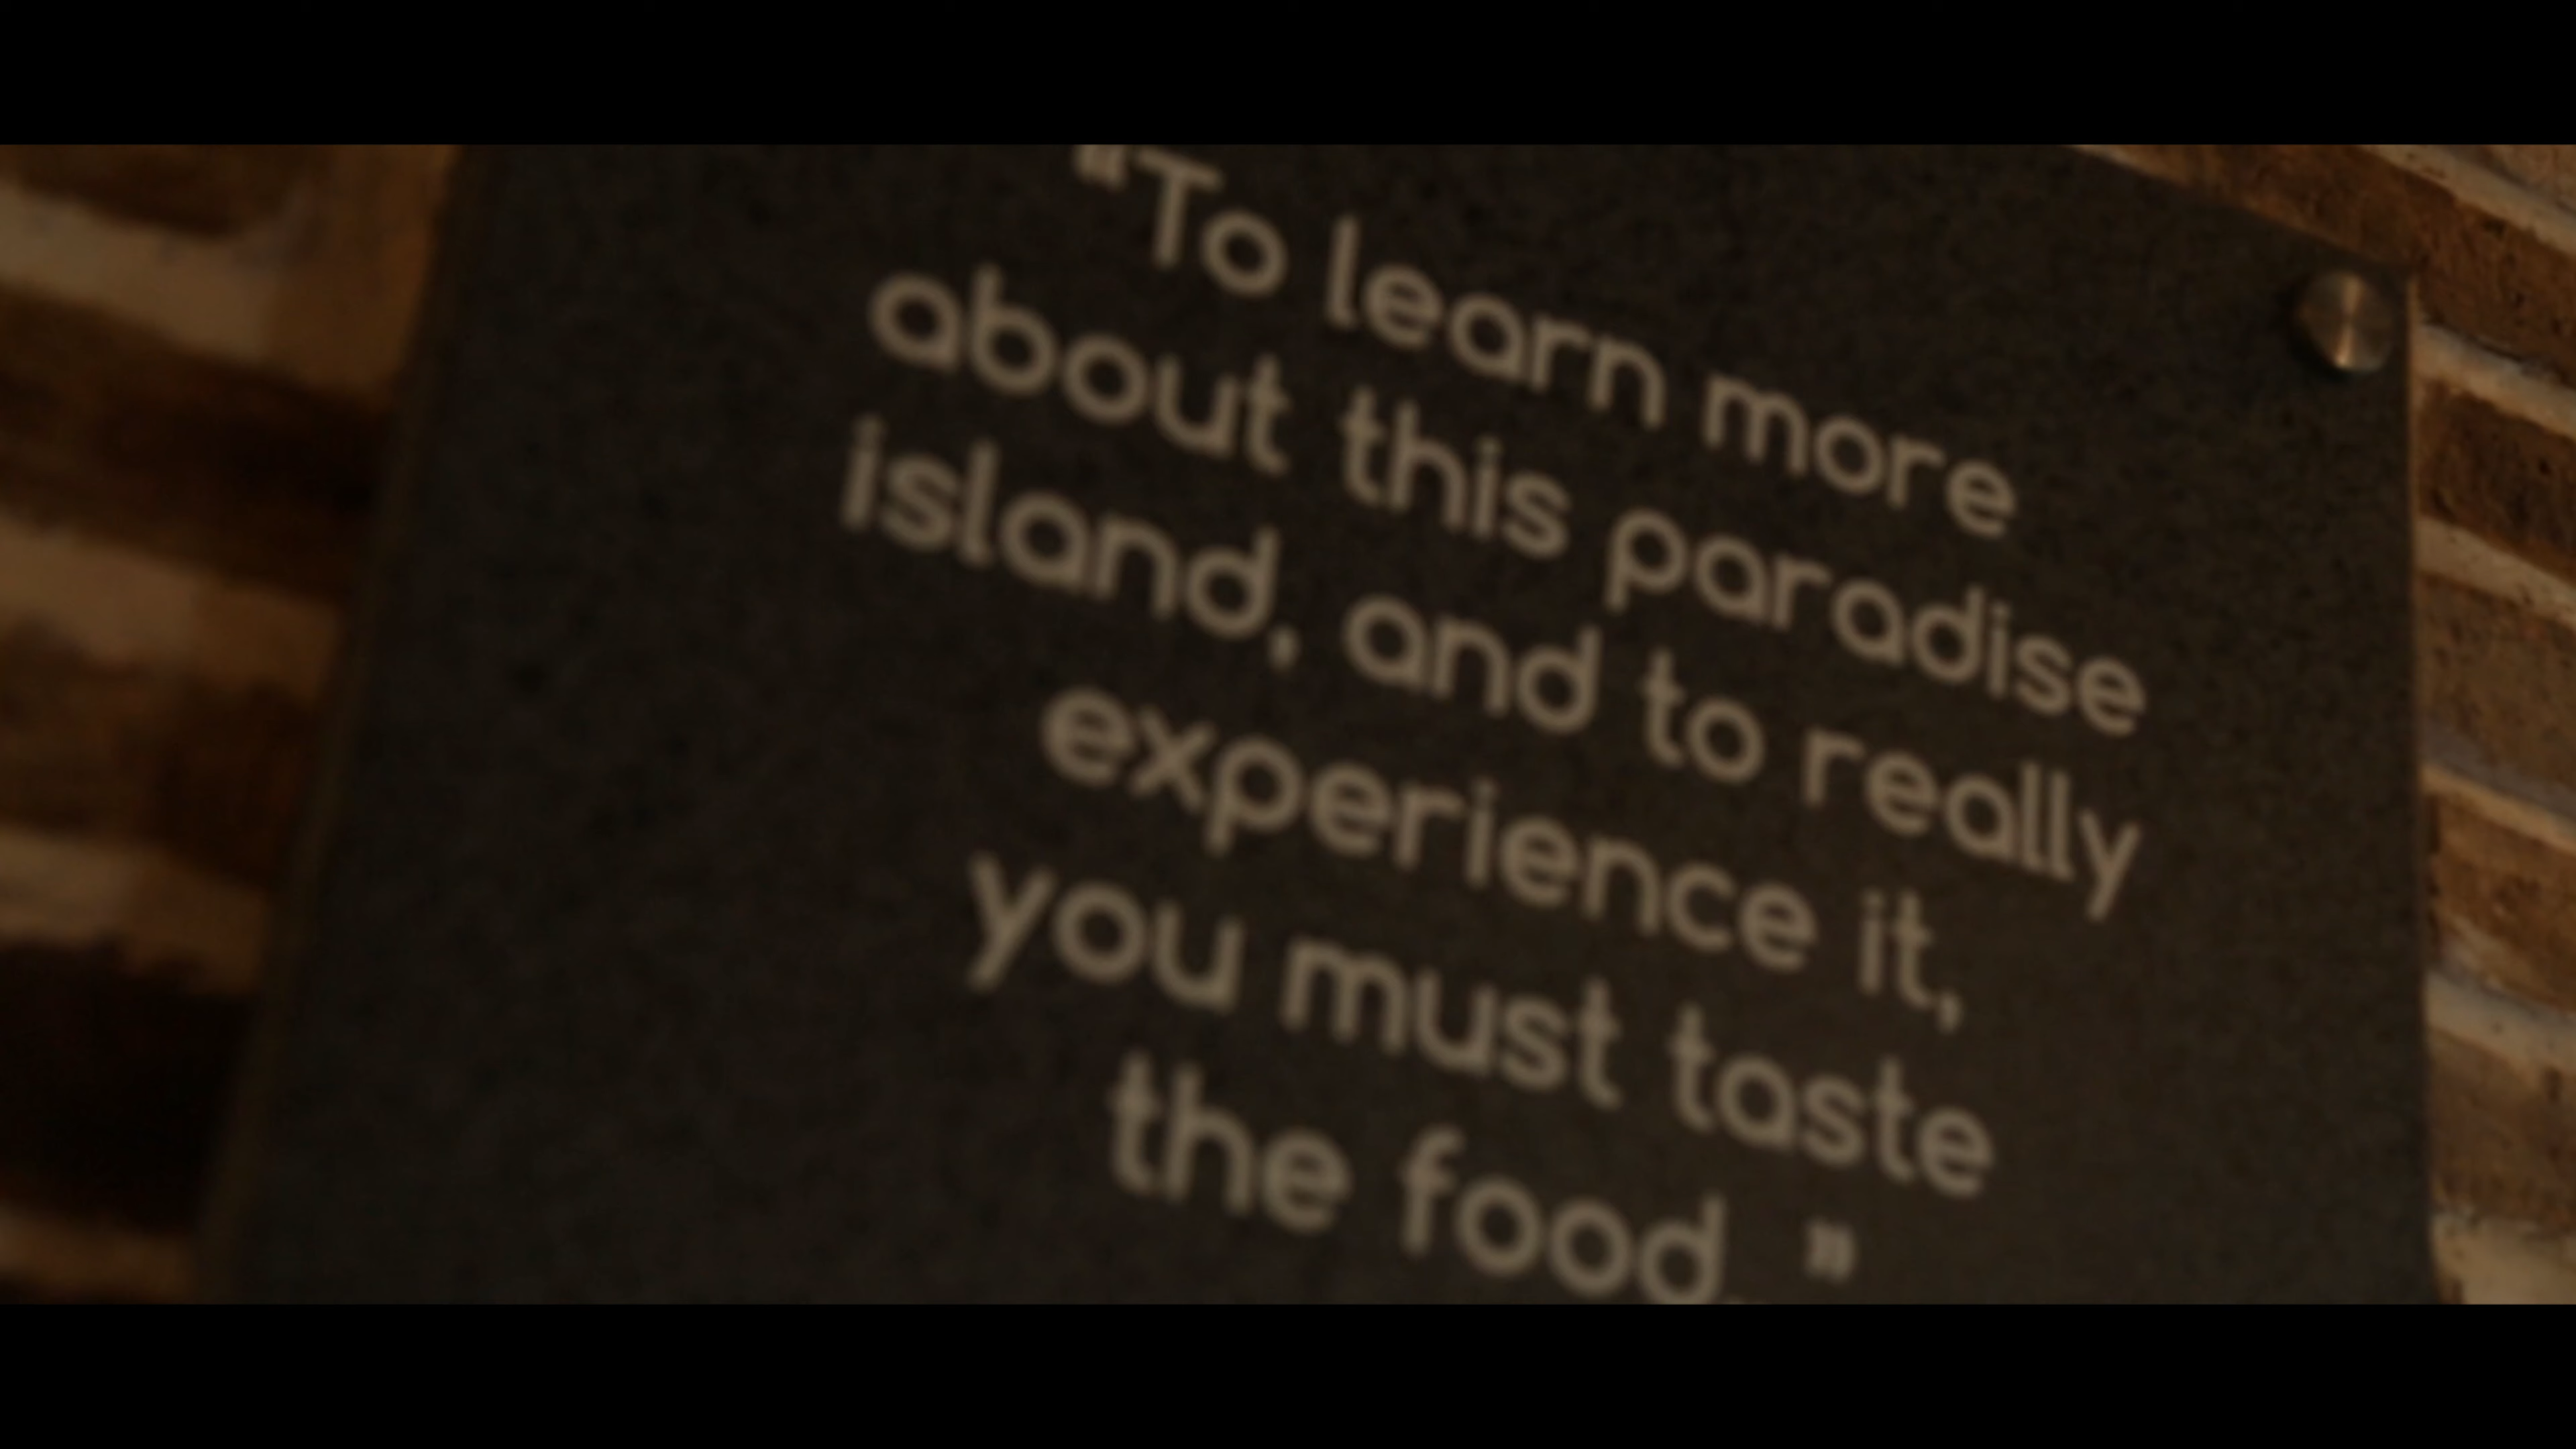 “To learn more
about this paradise
island, and to really
experience it,
you must taste
the food.”